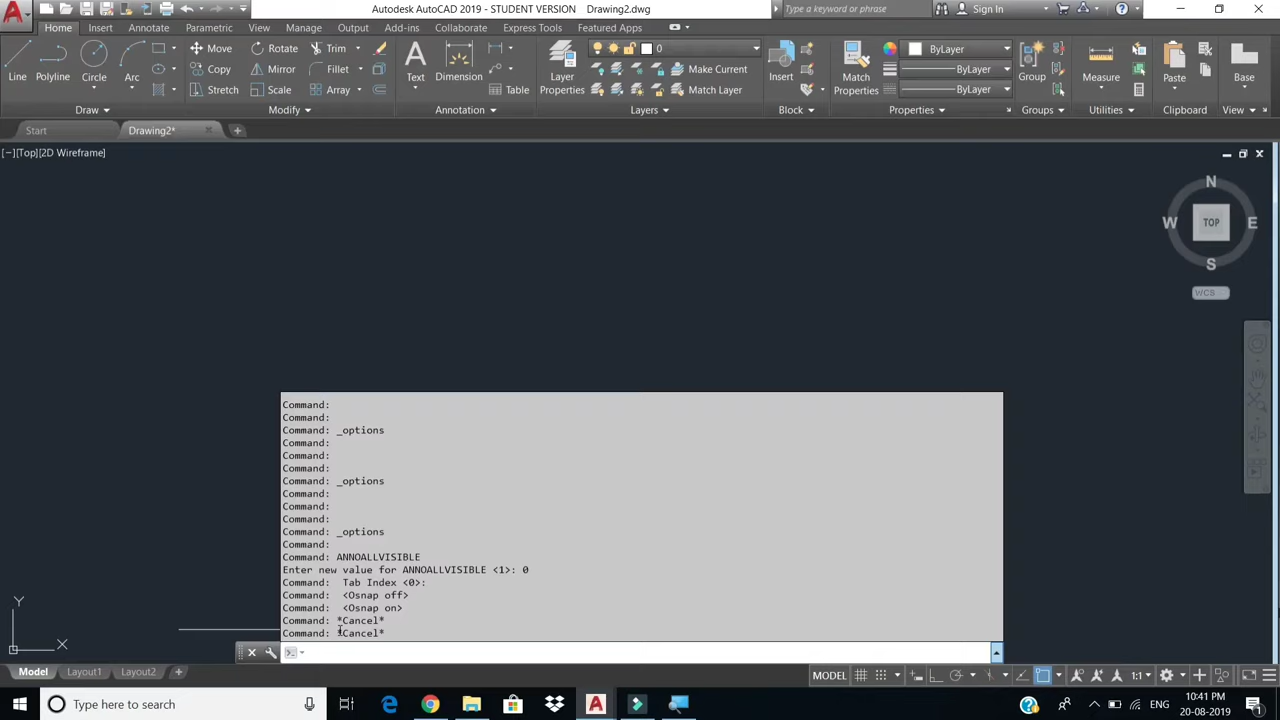 Autodesk AutoCAD 2019 - STUDENT VERSION Drawing2.dwg
Type a keyword or phrase
Sign In
Home Insert Annotate Parametric View Manage Output Add-ins Collaborate Express Tools Featured Apps
Line Polyline Circle Arc
Move Rotate Trim
Copy Mirror Fillet
Stretch Scale Array
Text Dimension Table
Layer Properties
0
Make Current
Match Layer
Insert
Match Properties
ByLayer
ByLayer
ByLayer
Group
Measure
Paste
Base
Draw Modify Annotation Layers Block Properties Groups Utilities Clipboard View
Start Drawing2*
[−][Top][2D Wireframe]
N
W TOP E
S
WCS
Command:
Command:
Command: _options
Command:
Command:
Command:
Command: _options
Command:
Command:
Command:
Command: _options
Command:
Command: ANNOALLVISIBLE
Enter new value for ANNOALLVISIBLE <1>: 0
Command: Tab Index <0>:
Command: <Osnap off>
Command: <Osnap on>
Command: *Cancel*
Command: *Cancel*
Y
X
Model Layout1 Layout2
MODEL 1:1
Type here to search
ENG
10:41 PM
20-08-2019
1